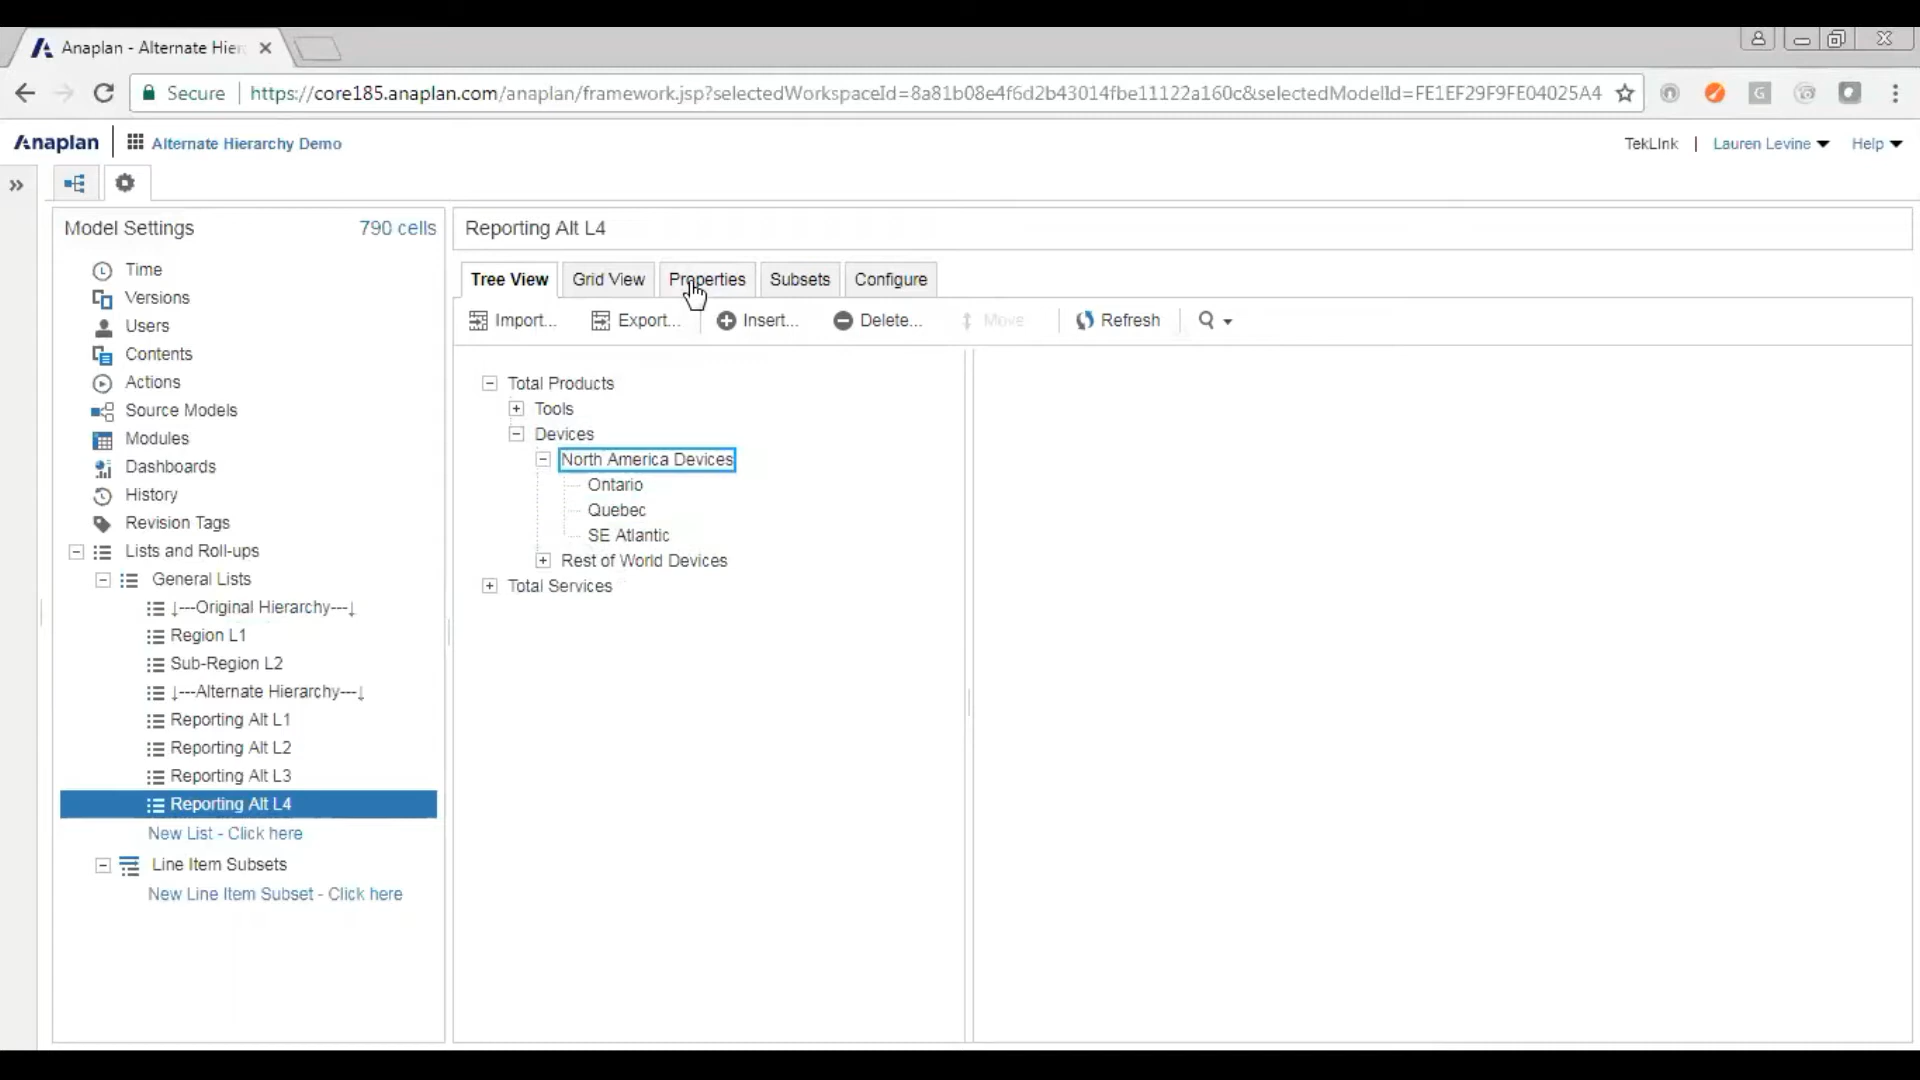 Anaplan - Alternate Hier
Secure
https://core185.anaplan.com/anaplan/framework.jsp?selectedWorkspaceId=8a81b08e4f6d2b43014fbe11122a160c&selectedModelId=FE1EF29F9FE04025A4
Anaplan
Alternate Hierarchy Demo
TekLInk | Lauren Levine Help
Model Settings 790 cells
Time
Versions
Users
Contents
Actions
Source Models
Modules
Dashboards
History
Revision Tags
Lists and Roll-ups
General Lists
↓---Original Hierarchy---↓
Region L1
Sub-Region L2
↓---Alternate Hierarchy---↓
Reporting Alt L1
Reporting Alt L2
Reporting Alt L3
Reporting Alt L4
New List - Click here
Line Item Subsets
New Line Item Subset - Click here
Reporting Alt L4
Tree View Grid View Properties Subsets Configure
Import... Export... Insert... Delete... Move Refresh
Total Products
Tools
Devices
North America Devices
Ontario
Quebec
SE Atlantic
Rest of World Devices
Total Services